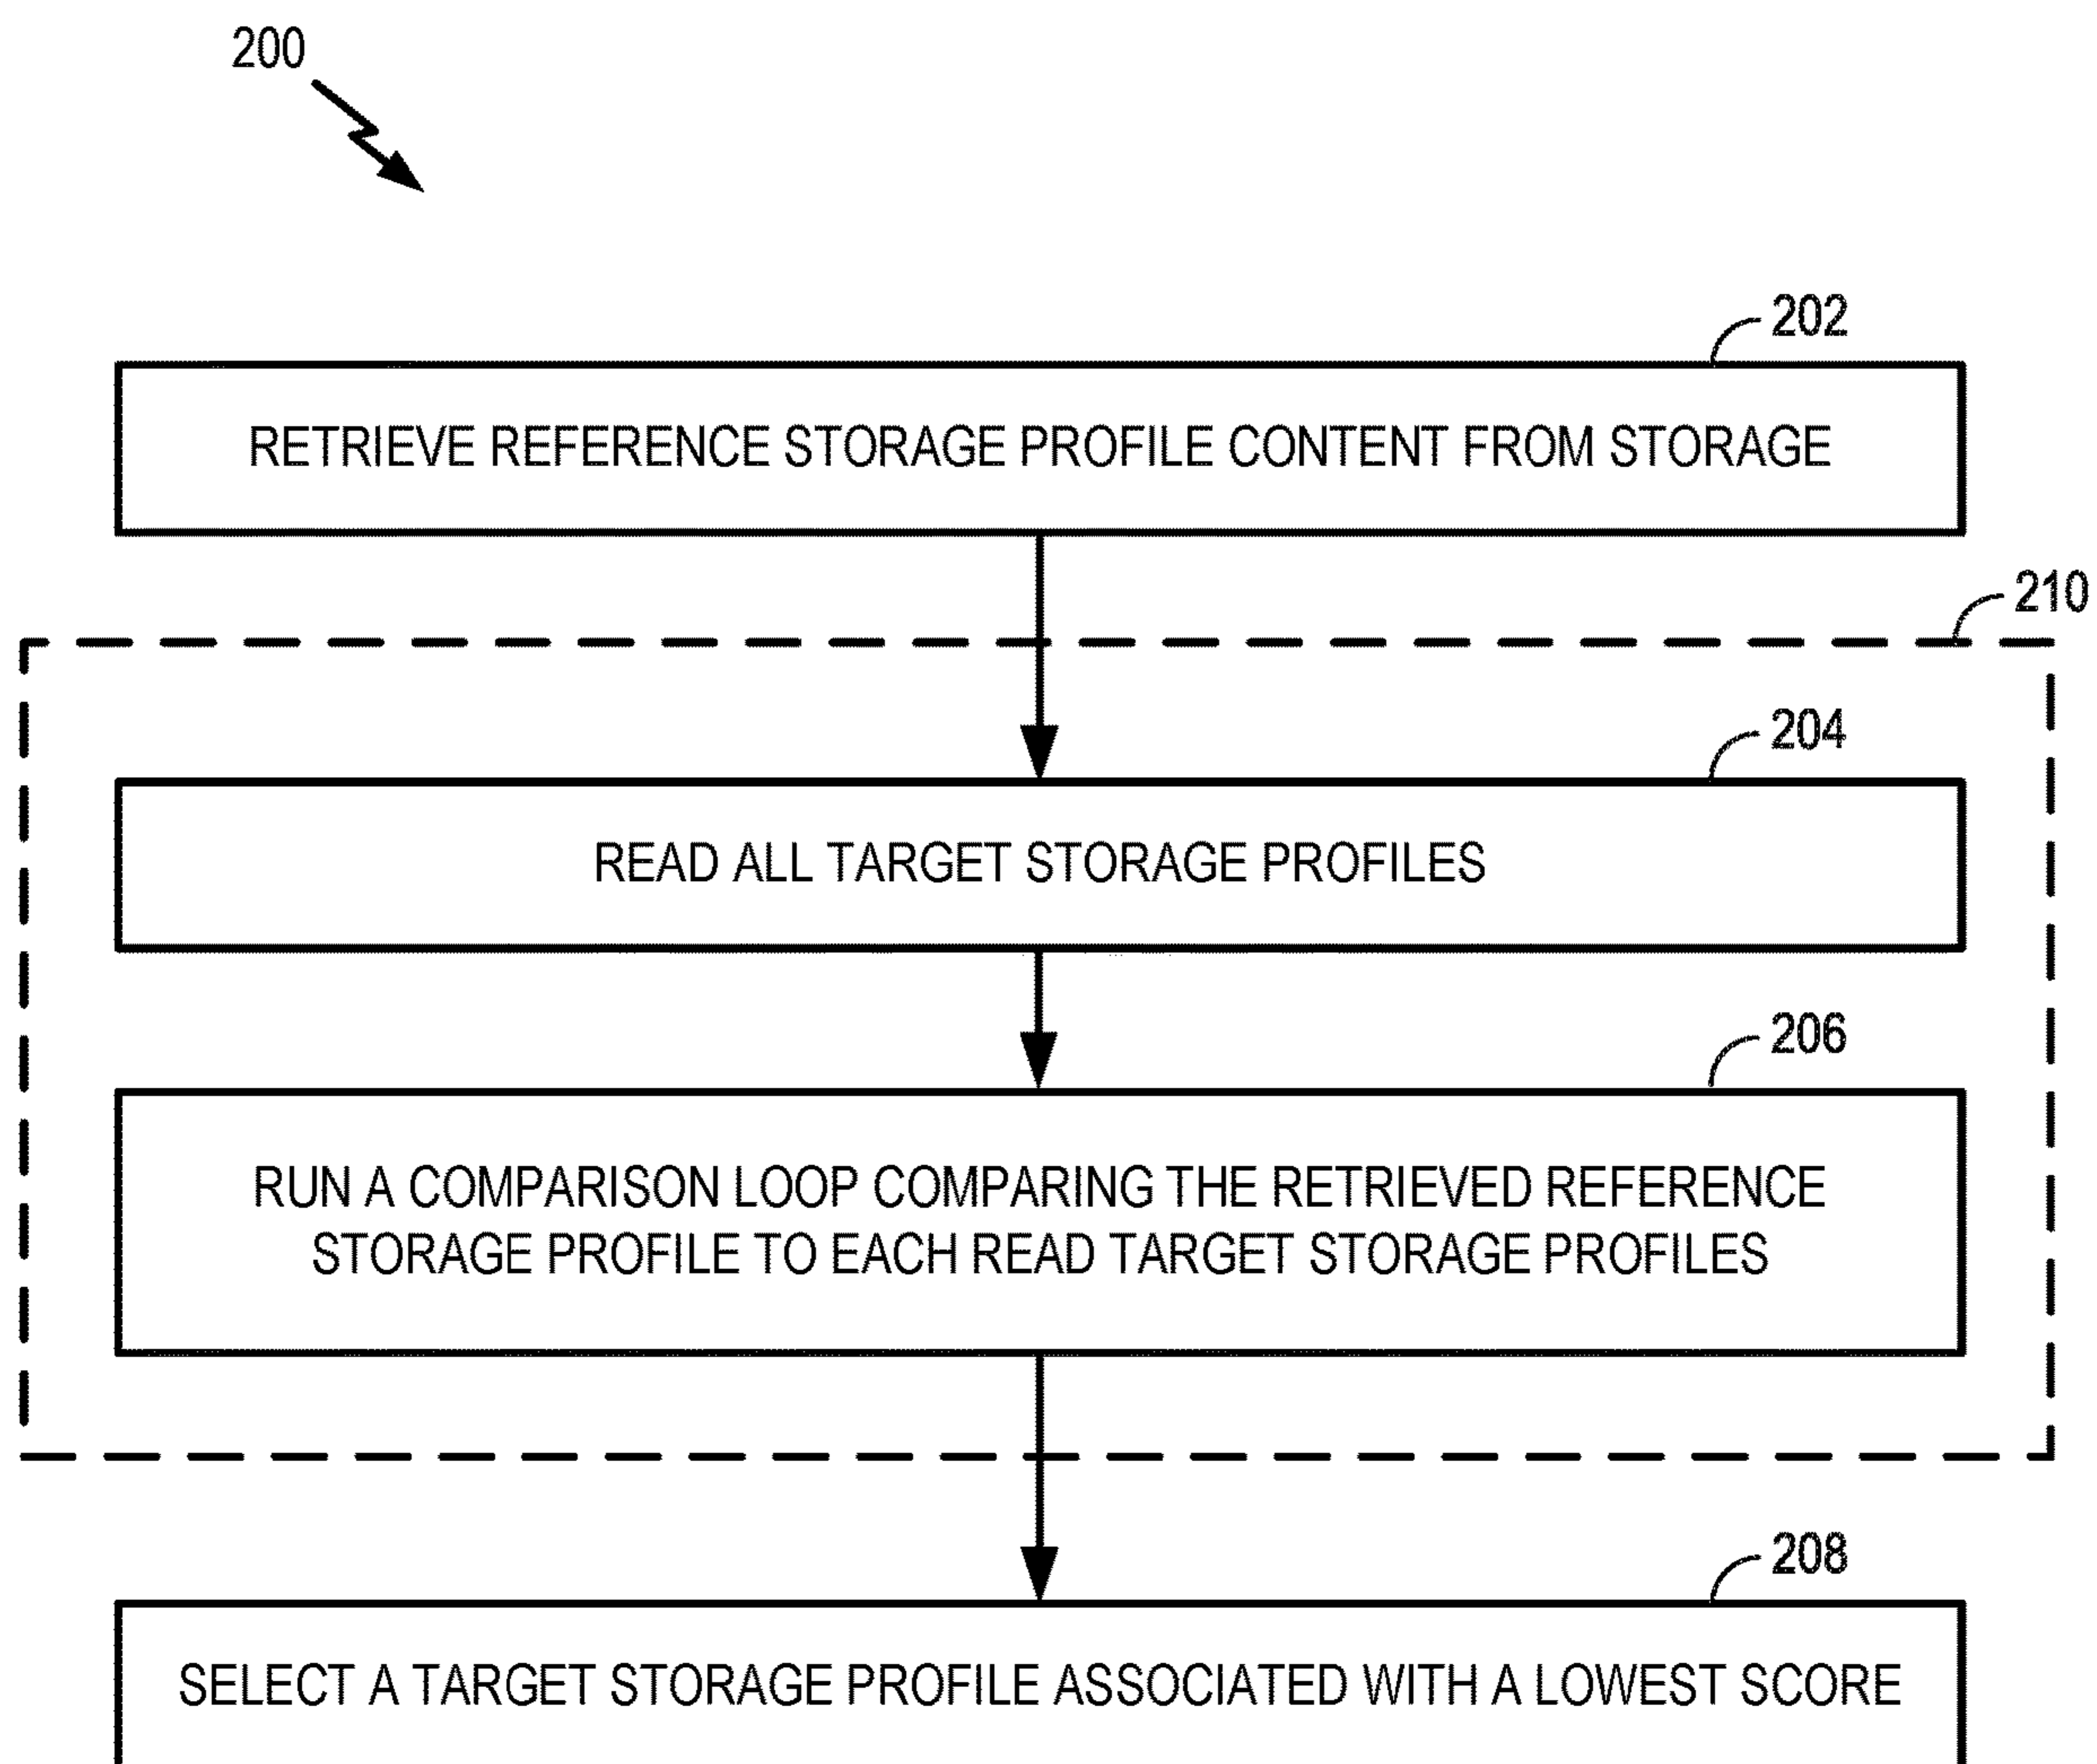 200
202
RETRIEVE REFERENCE STORAGE PROFILE CONTENT FROM STORAGE
210
204
READ ALL TARGET STORAGE PROFILES
206
RUN A COMPARISON LOOP COMPARING THE RETRIEVED REFERENCE
STORAGE PROFILE TO EACH READ TARGET STORAGE PROFILES
208
SELECT A TARGET STORAGE PROFILE ASSOCIATED WITH A LOWEST SCORE